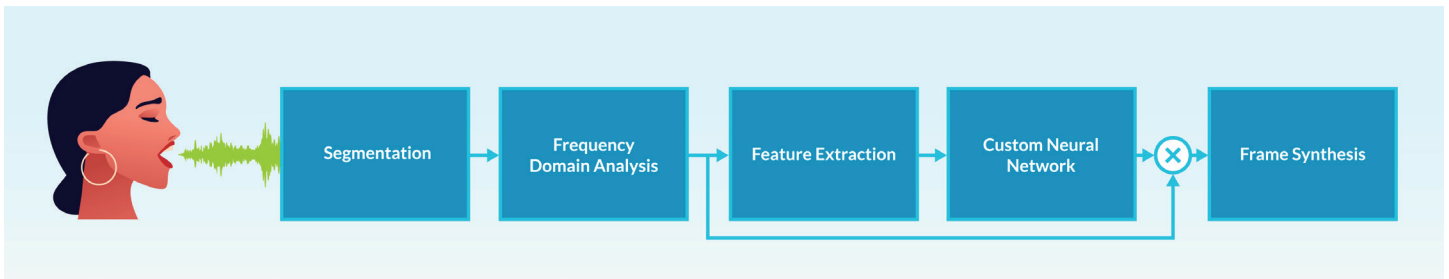 Segmentation
Frequency
Domain Analysis
Feature Extraction
Custom Neural
Network
Frame Synthesis